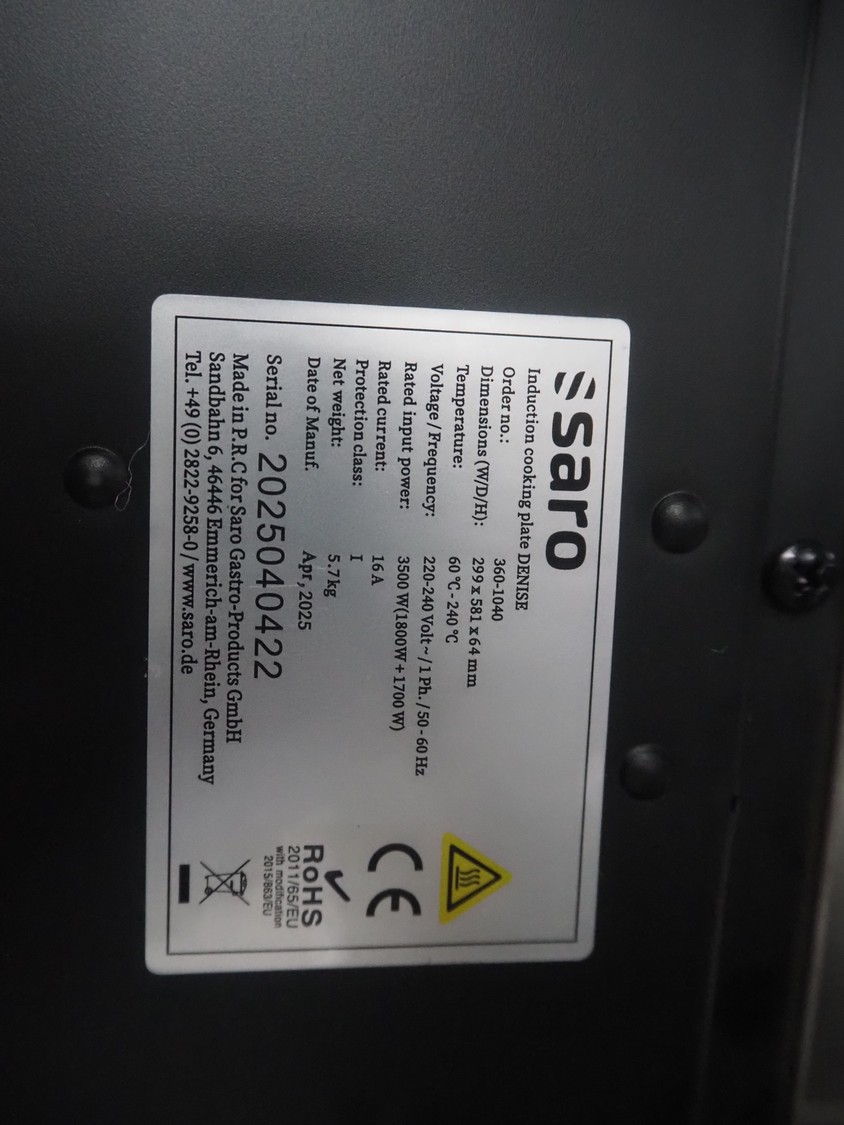 saro
Induction cooking plate DENISE
Order no.: 360-1040
Dimensions (W/D/H): 299 x 581 x 64 mm
Temperature: 60 °C - 240 °C
Voltage / Frequency: 220-240 Volt ~ / 1 Ph. / 50 - 60 Hz
Rated input power: 3500 W(1800W + 1700 W)
Rated current: 16 A
Protection class: I
Net weight: 5.7 kg
Date of Manuf. Apr, 2025
Serial no. 2025040422
Made in P.R.C for Saro Gastro-Products GmbH
Sandbahn 6, 46446 Emmerich-am-Rhein, Germany
Tel. +49 (0) 2822-9258-0 / www.saro.de
CE
RoHS
2011/65/EU
with modification
2015/863/EU